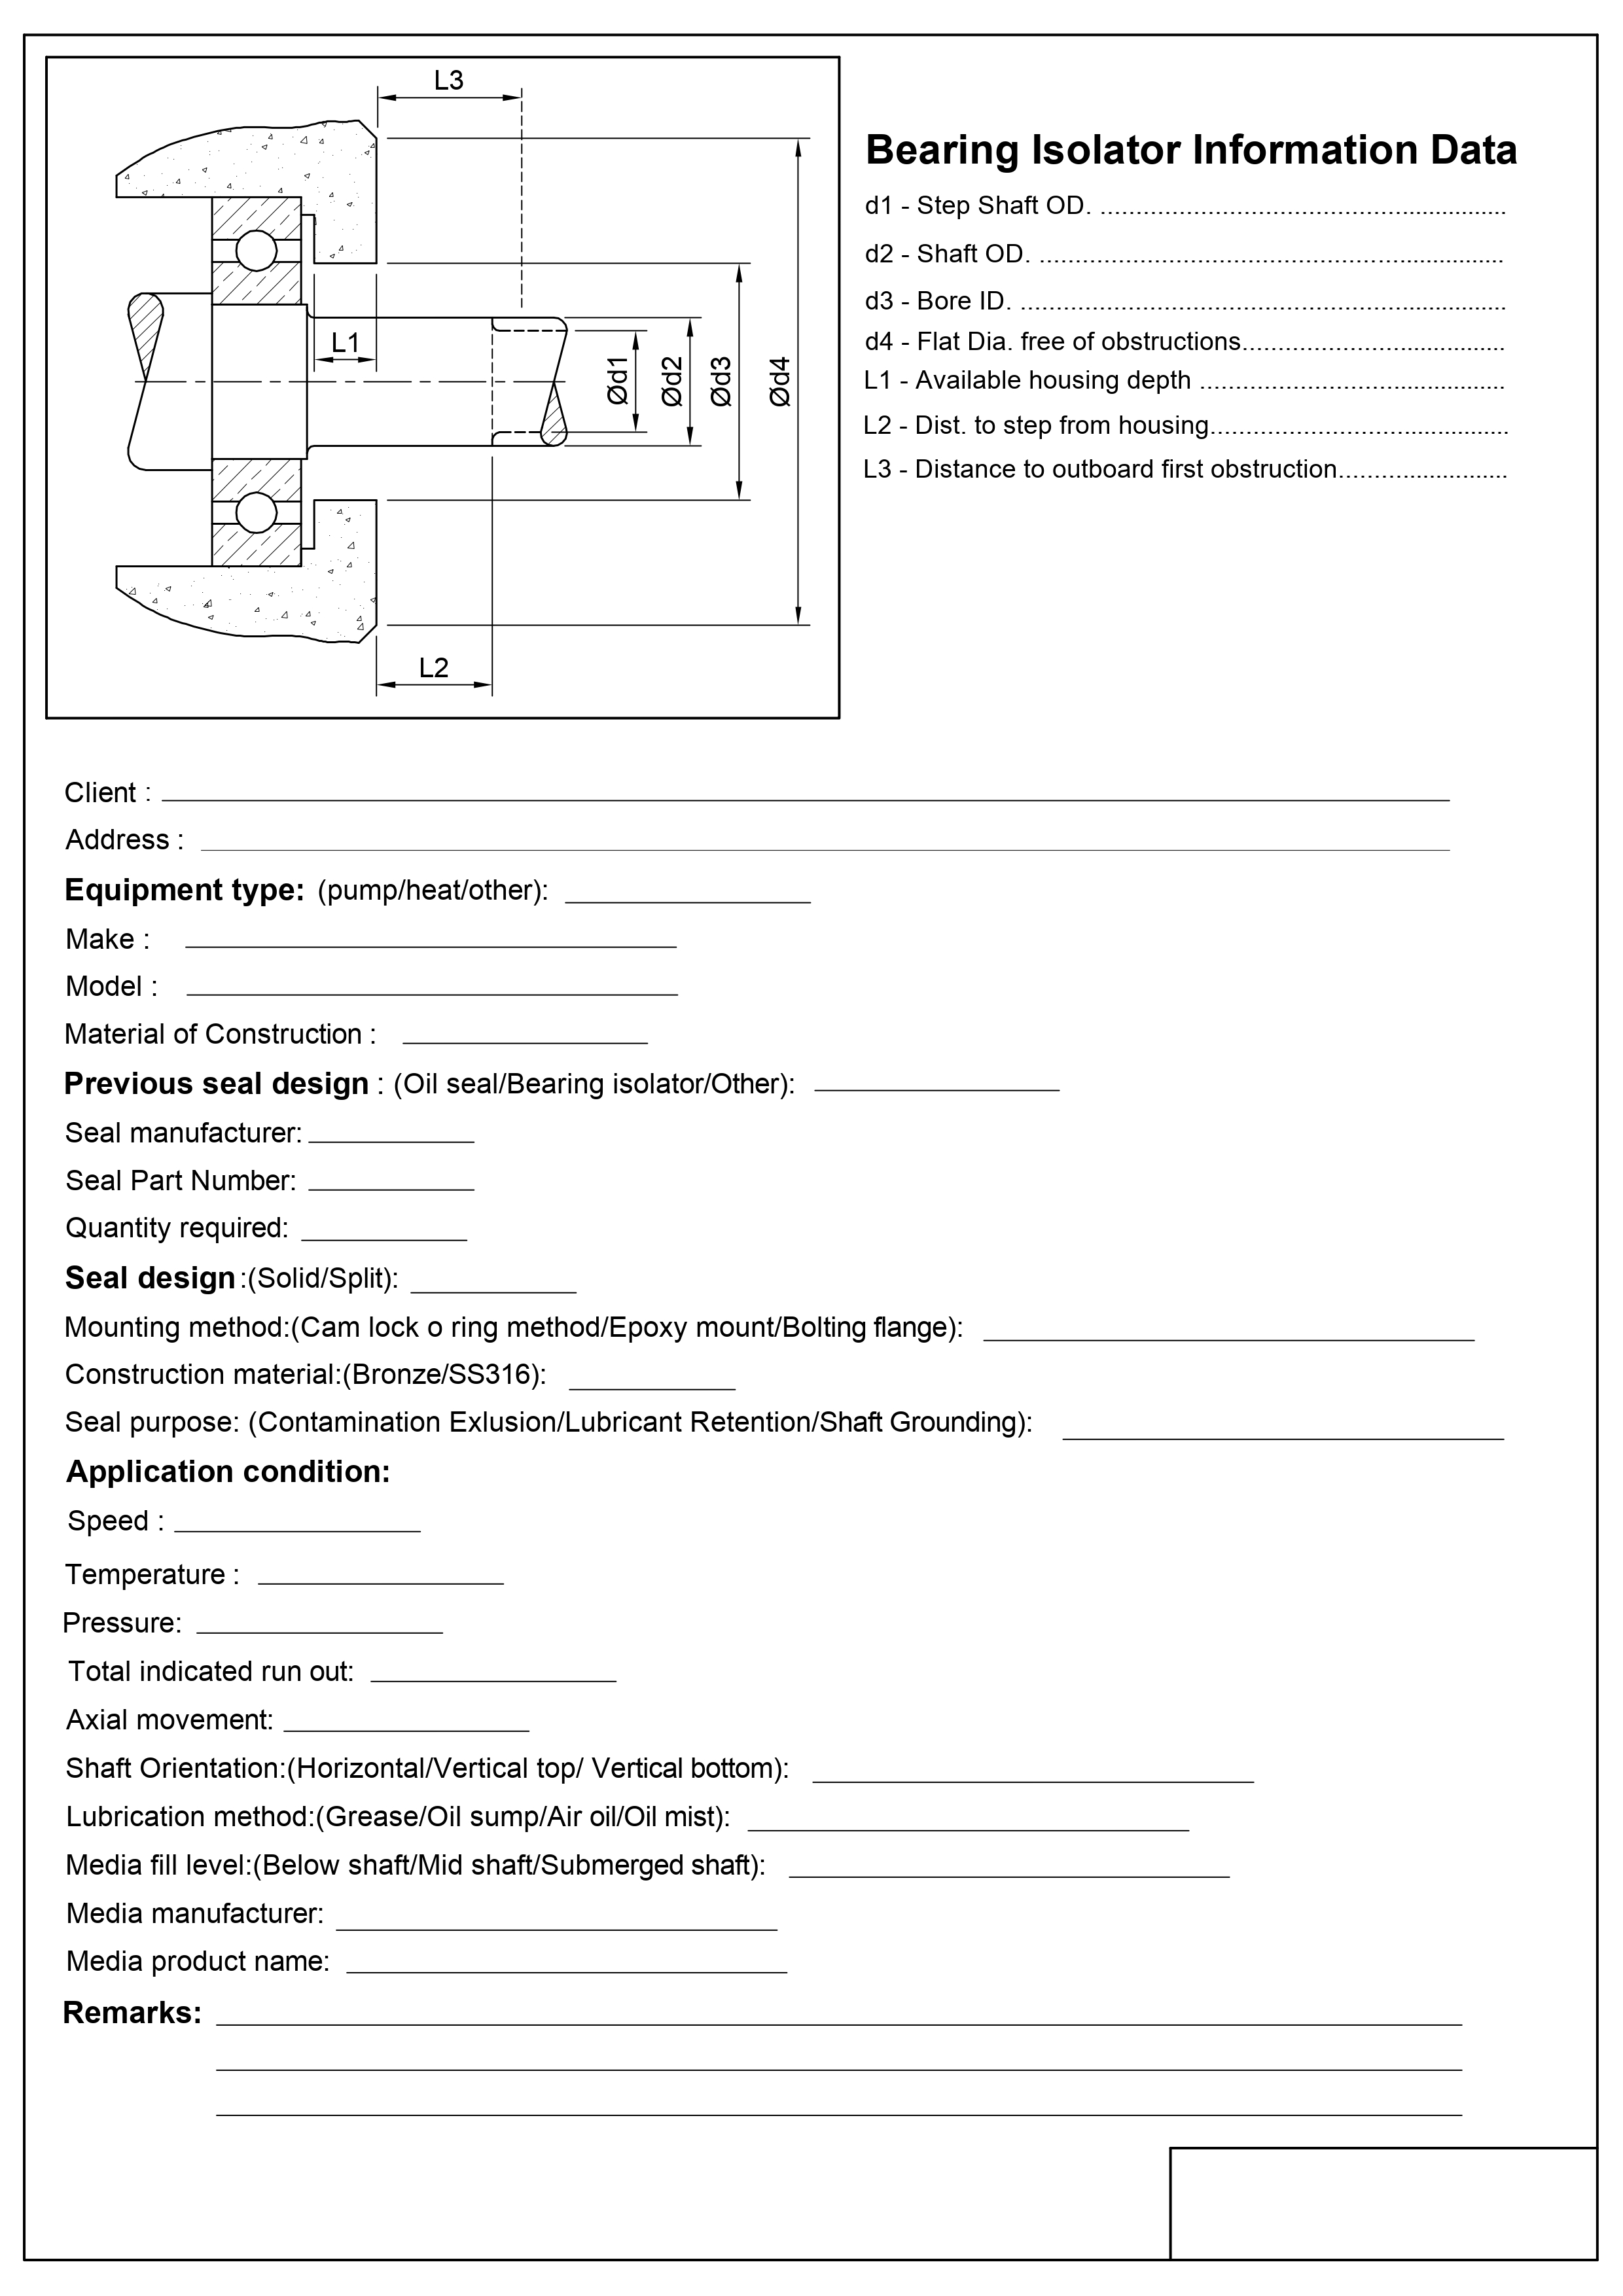 L3
L1
Ød1
Ød2
Ød3
Ød4
L2
Bearing Isolator Information Data
d1 - Step Shaft OD. ..............................................................
d2 - Shaft OD. .......................................................................
d3 - Bore ID. ..........................................................................
d4 - Flat Dia. free of obstructions........................................
L1 - Available housing depth ..............................................
L2 - Dist. to step from housing.............................................
L3 - Distance to outboard first obstruction.........................
Client :
Address :
Equipment type: (pump/heat/other):
Make :
Model :
Material of Construction :
Previous seal design : (Oil seal/Bearing isolator/Other):
Seal manufacturer:
Seal Part Number:
Quantity required:
Seal design :(Solid/Split):
Mounting method:(Cam lock o ring method/Epoxy mount/Bolting flange):
Construction material:(Bronze/SS316):
Seal purpose: (Contamination Exlusion/Lubricant Retention/Shaft Grounding):
Application condition:
Speed :
Temperature :
Pressure:
Total indicated run out:
Axial movement:
Shaft Orientation:(Horizontal/Vertical top/ Vertical bottom):
Lubrication method:(Grease/Oil sump/Air oil/Oil mist):
Media fill level:(Below shaft/Mid shaft/Submerged shaft):
Media manufacturer:
Media product name:
Remarks: